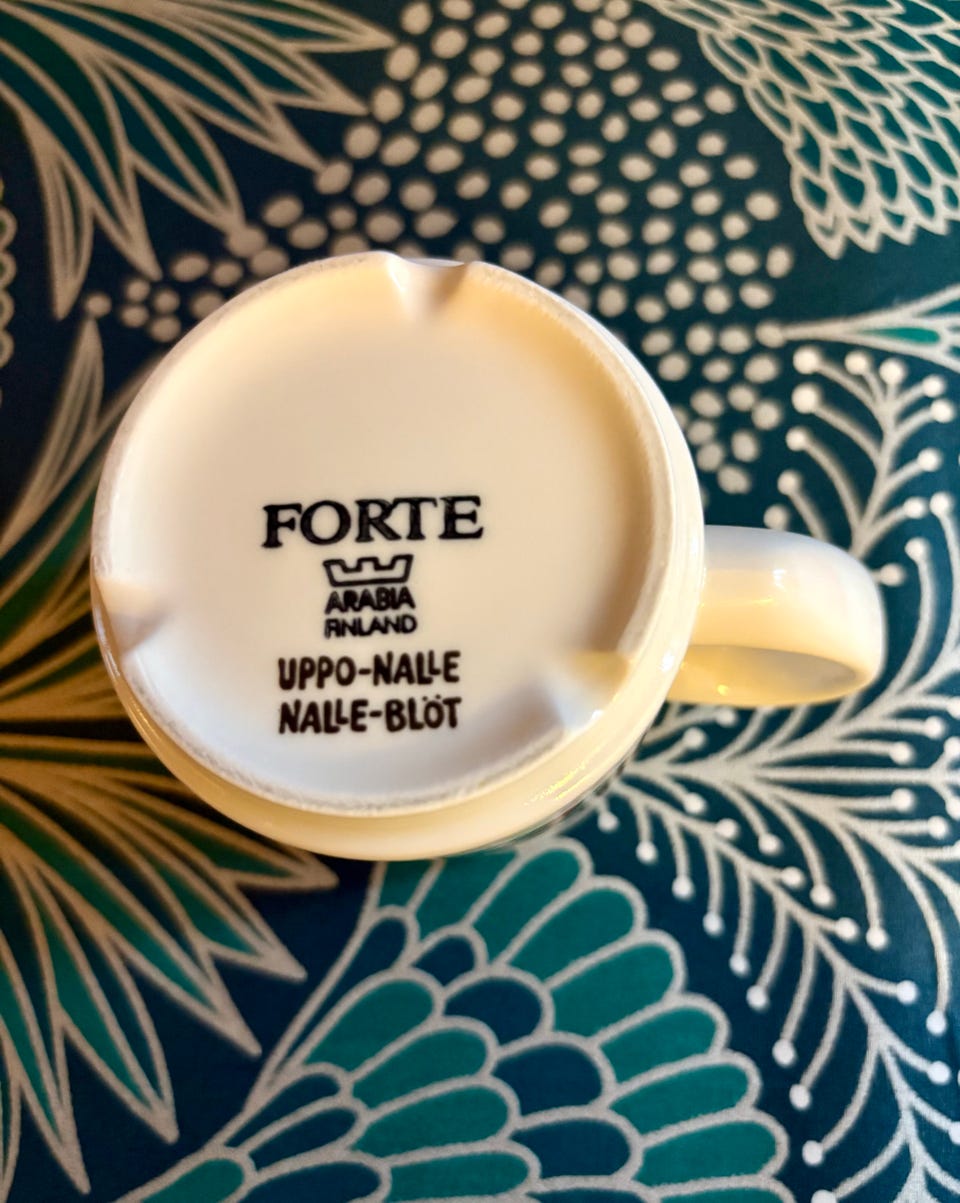 FORTE
ARABIA
FINLAND
UPPO-NALLE
NALLE-BLÖT